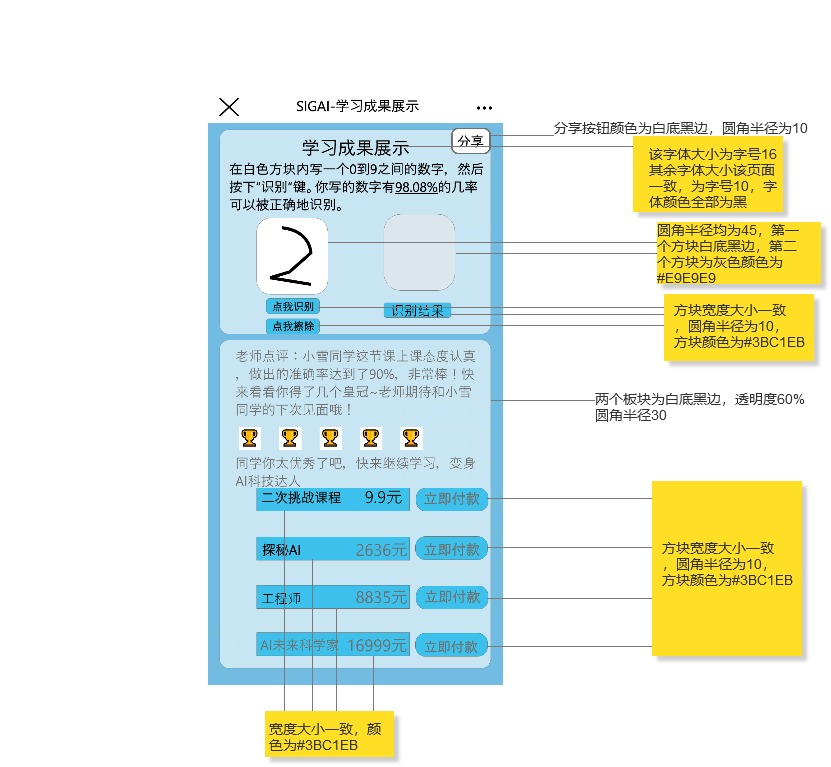 SIGAI-学习成果展示
分享按钮颜色为白底黑边，圆角半径为10
学习成果展示
分享
在白色方块内写一个0到9之间的数字，然后
按下“识别”键。你写的数字有98.08%的几率
可以被正确地识别。
该字体大小为字号16
其余字体大小该页面
一致，为字号10，字
体颜色全部为黑
2
圆角半径均为45，第一
个方块白底黑边，第二
个方块为灰色颜色为
#E9E9E9
点我识别
识别结果
点我擦除
方块宽度大小一致
，圆角半径为10，
方块颜色为#3BC1EB
老师点评：小雪同学这节课上课态度认真
，做出的准确率达到了90%，非常棒！快
来看看你得了几个皇冠~老师期待和小雪
同学的下次见面哦！
两个板块为白底黑边，透明度60%
圆角半径30
同学你太优秀了吧，快来继续学习，变身
AI科技达人
二次挑战课程 9.9元 立即付款
探秘AI 2636元 立即付款
工程师 8835元 立即付款
AI未来科学家 16999元 立即付款
方块宽度大小一致
，圆角半径为10，
方块颜色为#3BC1EB
宽度大小一致，颜
色为#3BC1EB